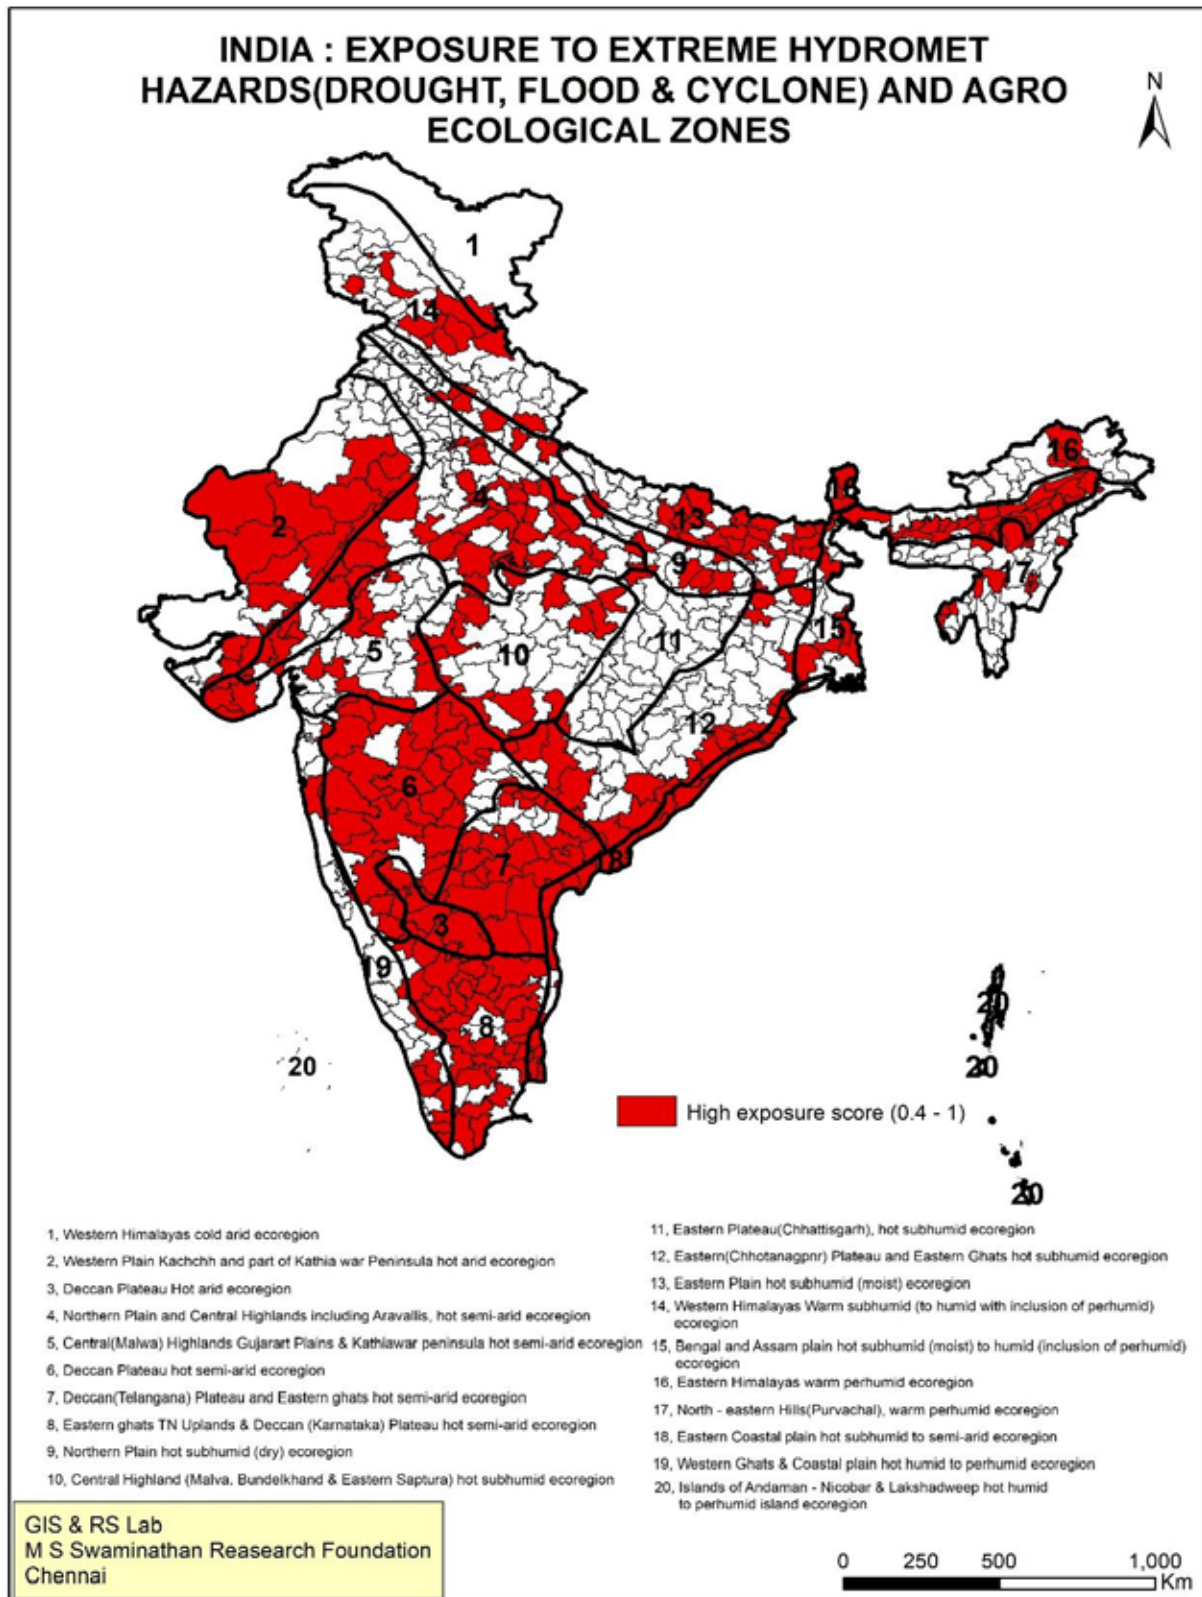 INDIA : EXPOSURE TO EXTREME HYDROMET
HAZARDS(DROUGHT, FLOOD & CYCLONE) AND AGRO
ECOLOGICAL ZONES
N
1
14
2
4
16
16
13
9
17
5
10
11
15
12
6
7
18
3
19
8
20
20
20
20
High exposure score (0.4 - 1)
1, Western Himalayas cold arid ecoregion
2, Western Plain Kachchh and part of Kathia war Peninsula hot arid ecoregion
3, Deccan Plateau Hot arid ecoregion
4, Northern Plain and Central Highlands including Aravallis, hot semi-arid ecoregion
5, Central(Malwa) Highlands Gujarart Plains & Kathiawar peninsula hot semi-arid ecoregion
6, Deccan Plateau hot semi-arid ecoregion
7, Deccan(Telangana) Plateau and Eastern ghats hot semi-arid ecoregion
8, Eastern ghats TN Uplands & Deccan (Karnataka) Plateau hot semi-arid ecoregion
9, Northern Plain hot subhumid (dry) ecoregion
10, Central Highland (Malva. Bundelkhand & Eastern Saptura) hot subhumid ecoregion
11, Eastern Plateau(Chhattisgarh), hot subhumid ecoregion
12, Eastern(Chhotanagpnr) Plateau and Eastern Ghats hot subhumid ecoregion
13, Eastern Plain hot subhumid (moist) ecoregion
14, Western Himalayas Warm subhumid (to humid with inclusion of perhumid)
ecoregion
15, Bengal and Assam plain hot subhumid (moist) to humid (inclusion of perhumid)
ecoregion
16, Eastern Himalayas warm perhumid ecoregion
17, North - eastern Hills(Purvachal), warm perhumid ecoregion
18, Eastern Coastal plain hot subhumid to semi-arid ecoregion
19, Western Ghats & Coastal plain hot humid to perhumid ecoregion
20, Islands of Andaman - Nicobar & Lakshadweep hot humid
to perhumid island ecoregion
GIS & RS Lab
M S Swaminathan Reasearch Foundation
Chennai
0 250 500 1,000
Km